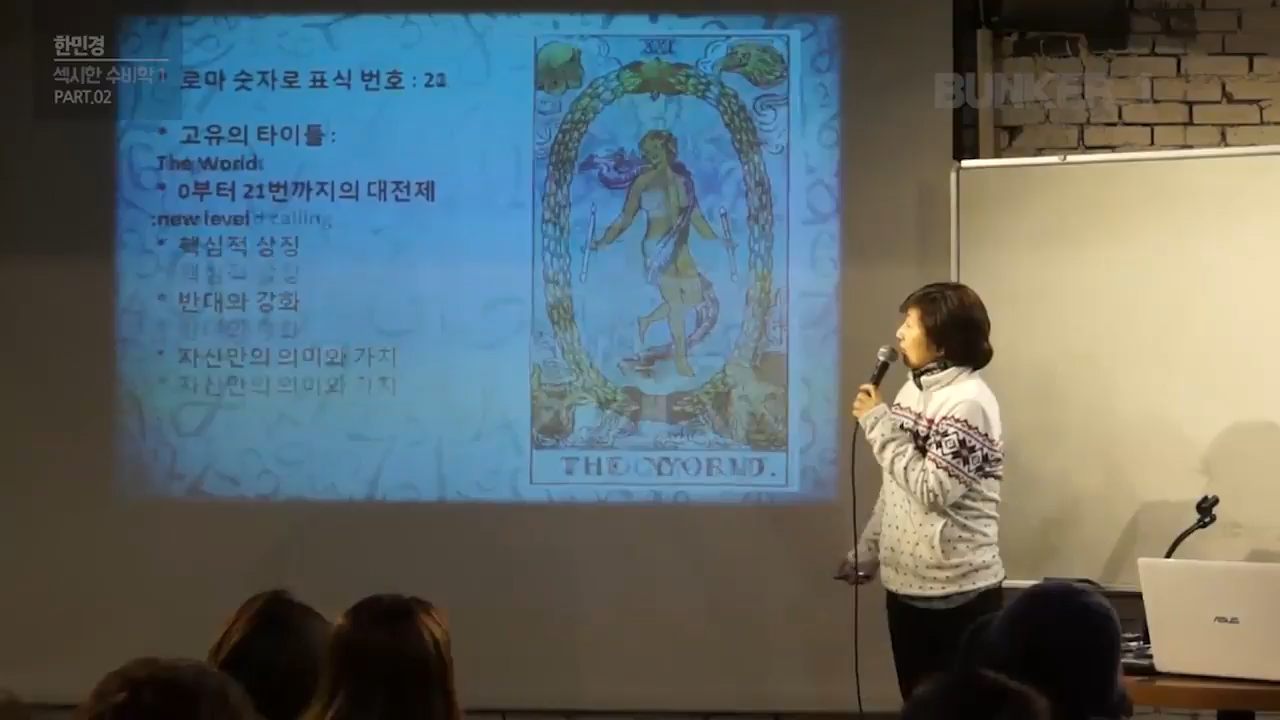 한민경
섹시한 수비학 1
PART.02
BUNKER 1
* 로마 숫자로 표식 번호 : 21
* 고유의 타이틀 :
The World
* 0부터 21번까지의 대전제
:new level
* 핵심적 상징
* 반대와 강화
* 자신만의 의미와 가치
XXI
THE WORLD.
ASUS